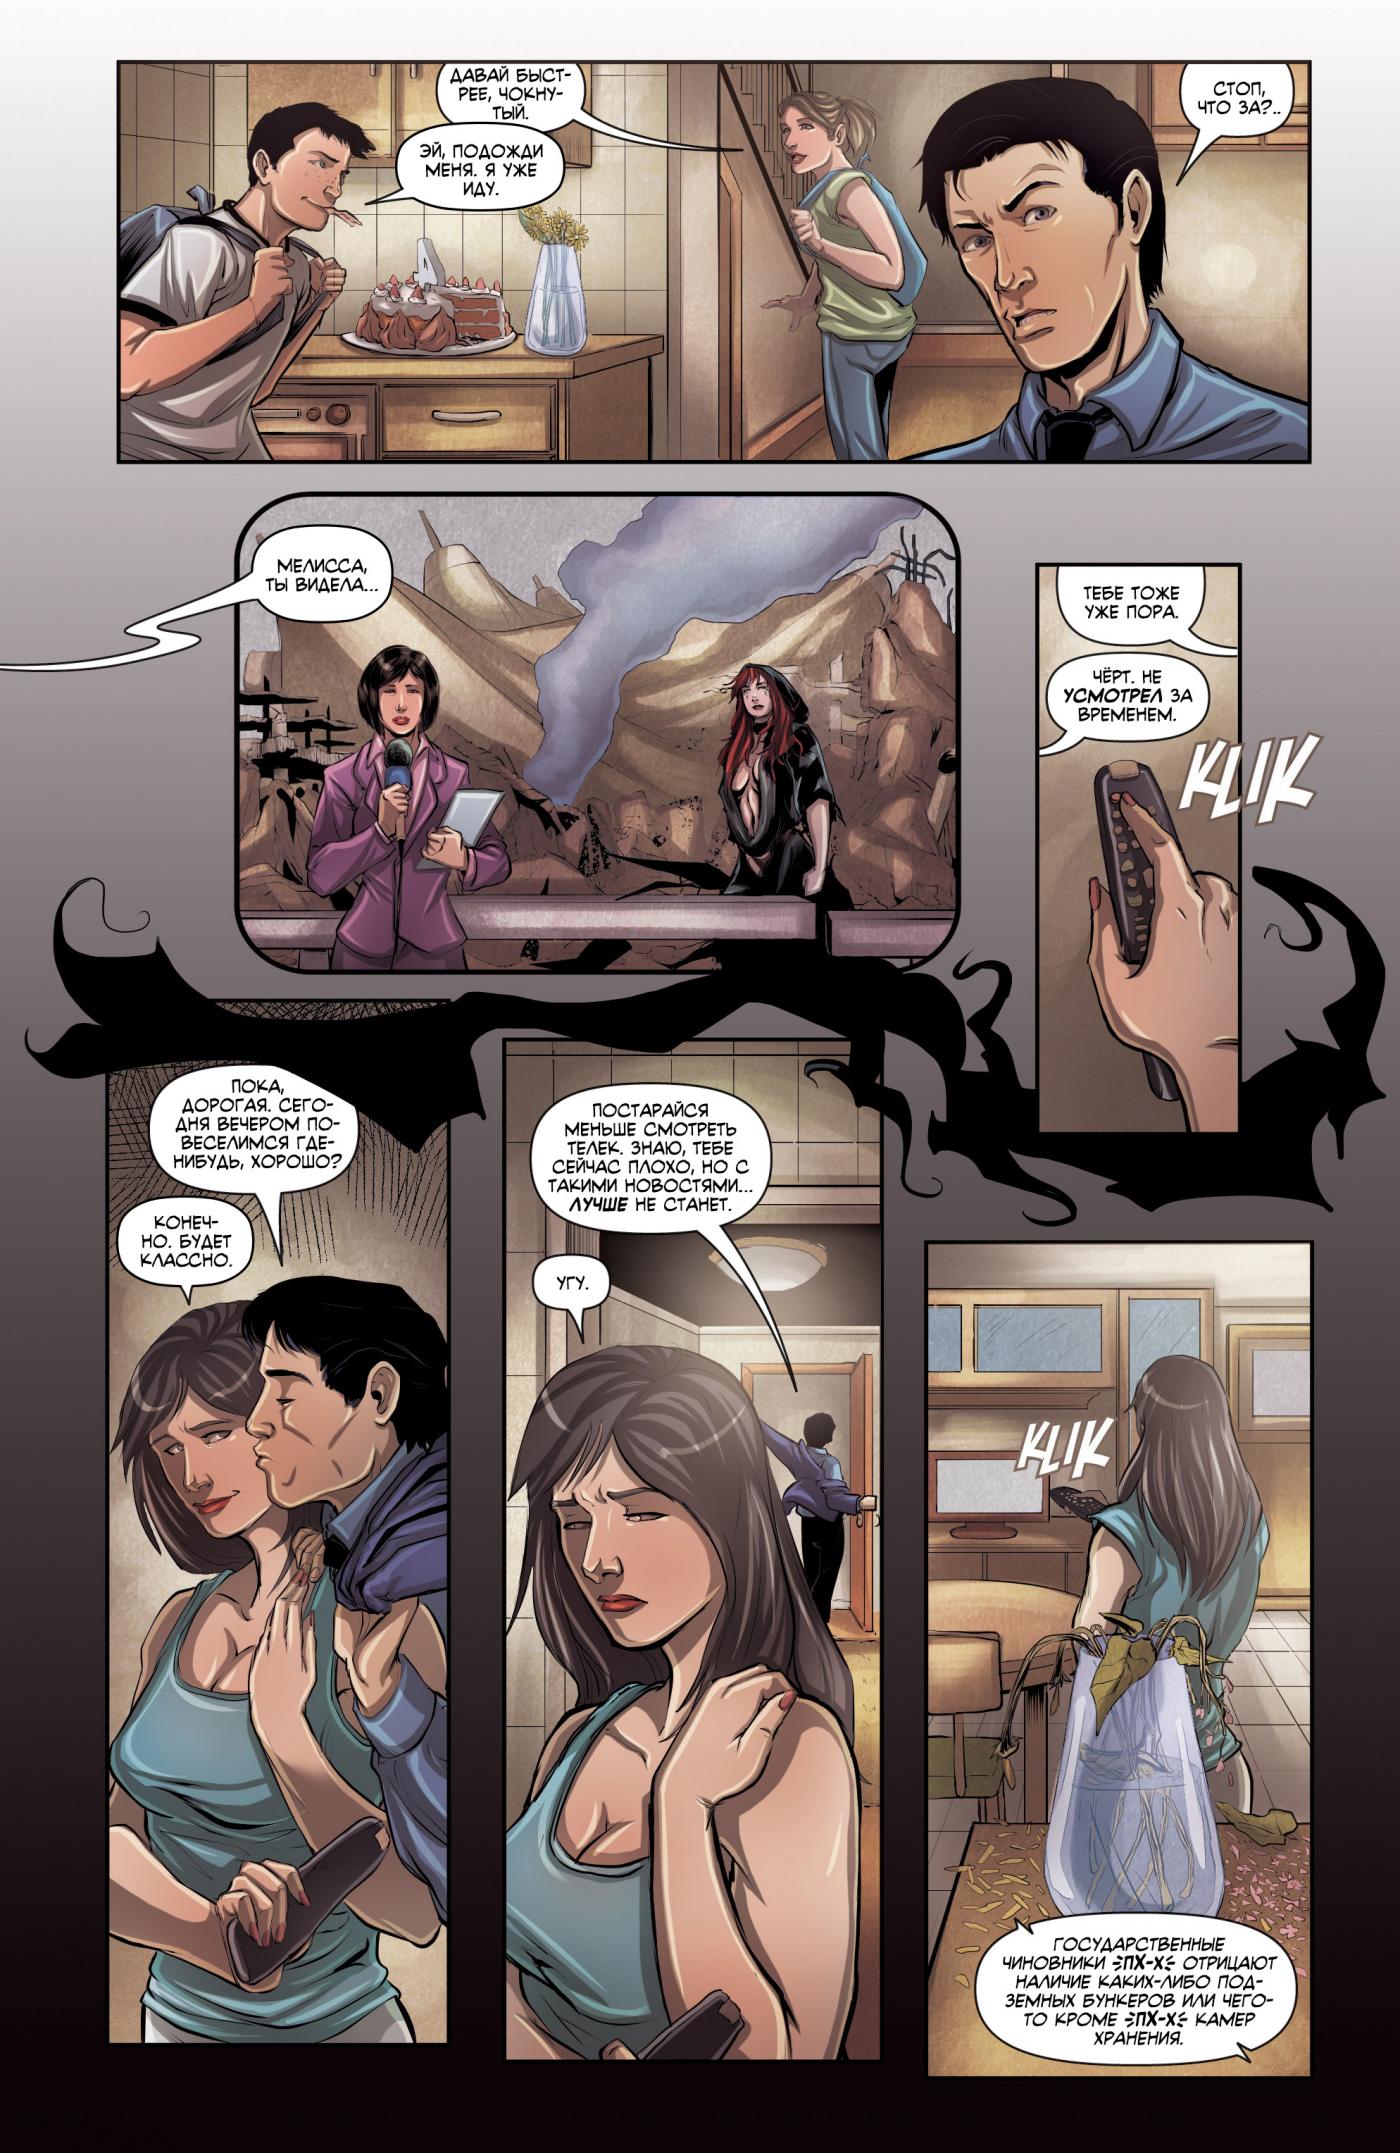 ДАВАЙ БЫСТ-
РЕЕ, ЧОКНУ-
ТЫЙ.
ЭЙ, ПОДОЖДИ
МЕНЯ. Я УЖЕ
ИДУ.
СТОП,
ЧТО ЗА?..
МЕЛИССА,
ТЫ ВИДЕЛА...
ТЕБЕ ТОЖЕ
УЖЕ ПОРА.
ЧЁРТ. НЕ
УСМОТРЕЛ ЗА
ВРЕМЕНЕМ.
KLIK
ПОКА,
ДОРОГАЯ. СЕГО-
ДНЯ ВЕЧЕРОМ ПО-
ВЕСЕЛИМСЯ ГДЕ-
НИБУДЬ, ХОРОШО?
КОНЕЧ-
НО. БУДЕТ
КЛАССНО.
ПОСТАРАЙСЯ
МЕНЬШЕ СМОТРЕТЬ
ТЕЛЕК. ЗНАЮ, ТЕБЕ
СЕЙЧАС ПЛОХО, НО С
ТАКИМИ НОВОСТЯМИ...
ЛУЧШЕ НЕ СТАНЕТ.
УГУ.
KLIK
ГОСУДАРСТВЕННЫЕ
ЧИНОВНИКИ ПХ-Х ОТРИЦАЮТ
НАЛИЧИЕ КАКИХ-ЛИБО ПОД-
ЗЕМНЫХ БУНКЕРОВ ИЛИ ЧЕГО-
ТО КРОМЕ ПХ-Х КАМЕР
ХРАНЕНИЯ.